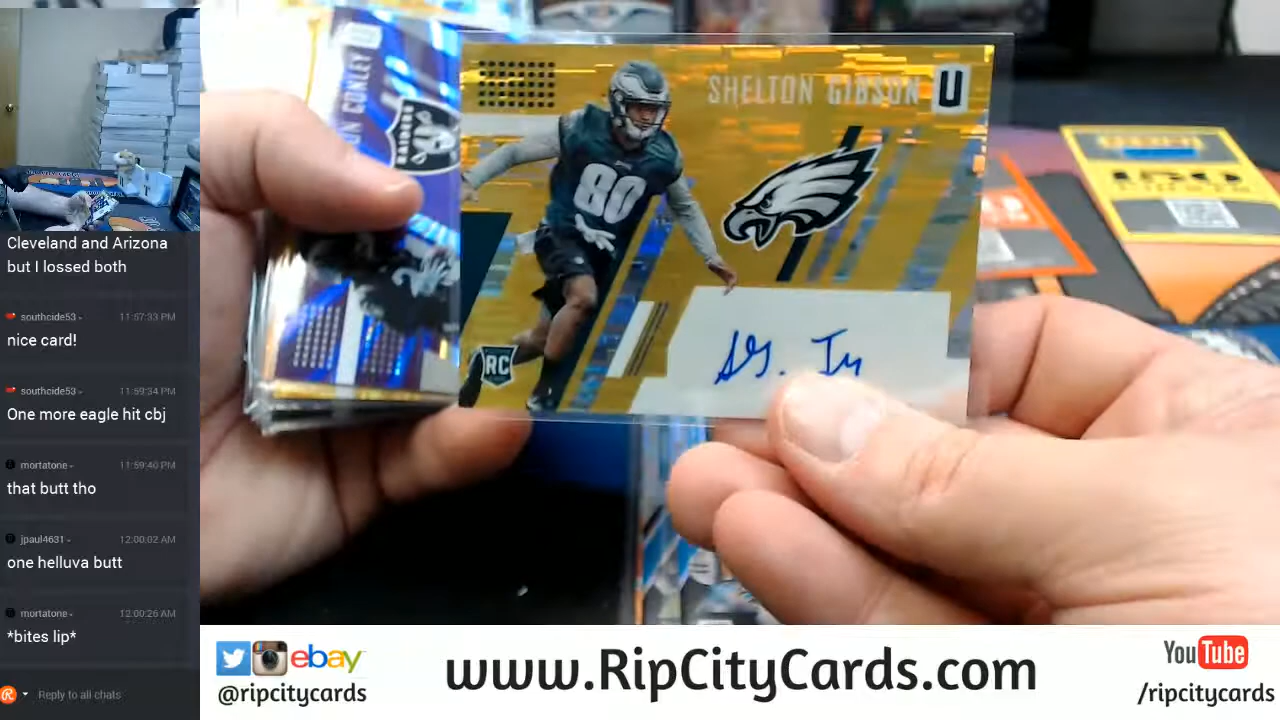 Cleveland and Arizona
but I lossed both
southcide53 11:57:33 PM
nice card!
southcide53 11:59:34 PM
One more eagle hit cbj
mortatone 11:59:40 PM
that butt tho
jpaul4631 12:00:02 AM
one helluva butt
mortatone 12:00:26 AM
*bites lip*
Reply to all chats
CONLEY
RAIDERS
SHELTON GIBSON U
80
RC
ebay
@ripcitycards
www.RipCityCards.com
YouTube
/ripcitycards